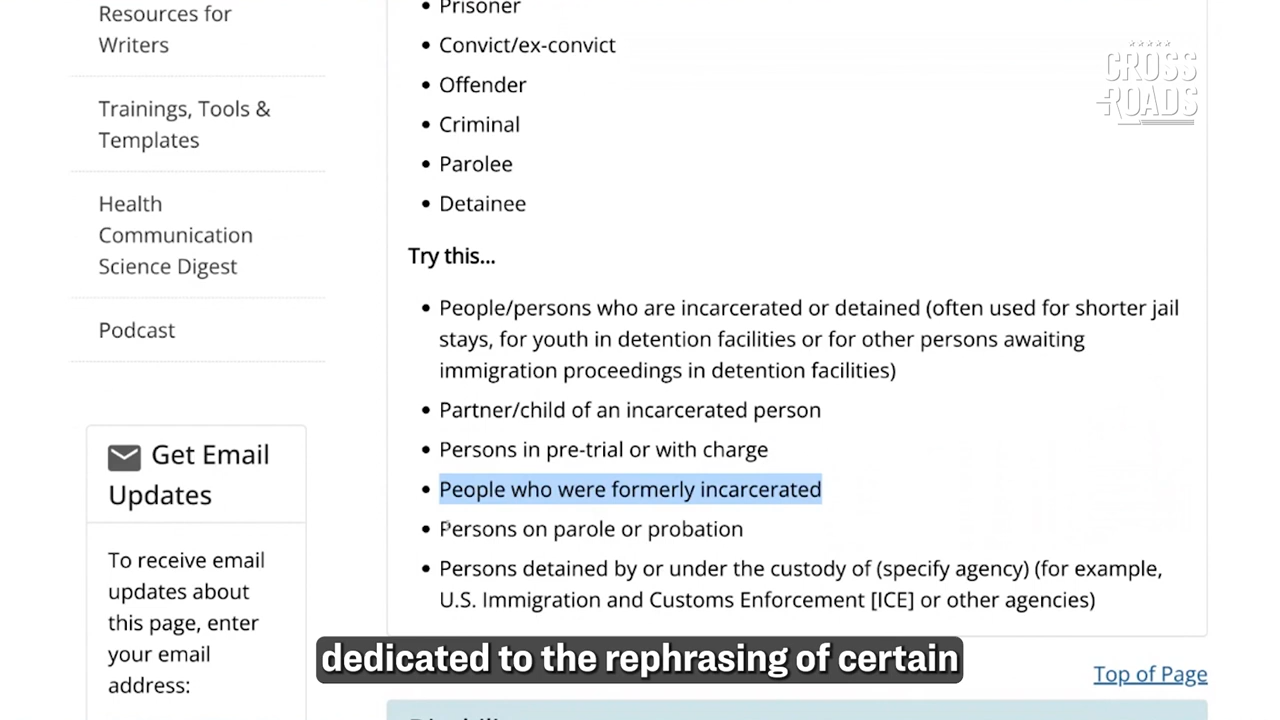 Resources for
Writers
Trainings, Tools &
Templates
Health
Communication
Science Digest
Podcast
Get Email
Updates
To receive email
updates about
this page, enter
your email
address:
• Prisoner
• Convict/ex-convict
• Offender
• Criminal
• Parolee
• Detainee
Try this...
• People/persons who are incarcerated or detained (often used for shorter jail
stays, for youth in detention facilities or for other persons awaiting
immigration proceedings in detention facilities)
• Partner/child of an incarcerated person
• Persons in pre-trial or with charge
• People who were formerly incarcerated
• Persons on parole or probation
• Persons detained by or under the custody of (specify agency) (for example,
U.S. Immigration and Customs Enforcement [ICE] or other agencies)
Top of Page
CROSS
ROADS
dedicated to the rephrasing of certain